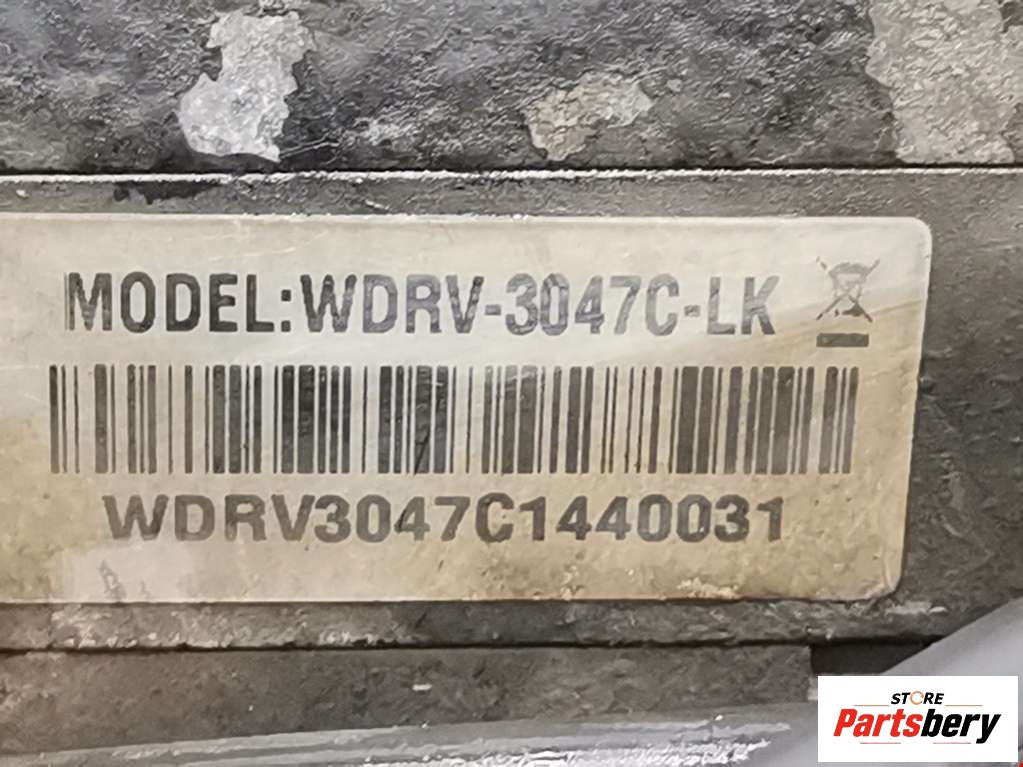 MODEL:WDRV-3047C-LK
WDRV3047C1440031
STORE
Partsbery